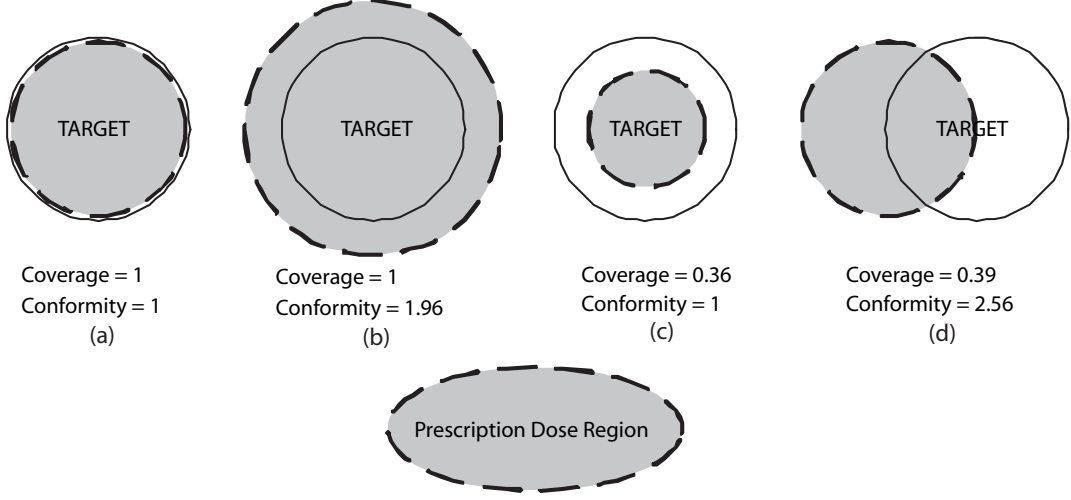 TARGET
Coverage = 1
Conformity = 1
(a)
TARGET
Coverage = 1
Conformity = 1.96
(b)
TARGET
Coverage = 0.36
Conformity = 1
(c)
TARGET
Coverage = 0.39
Conformity = 2.56
(d)
Prescription Dose Region